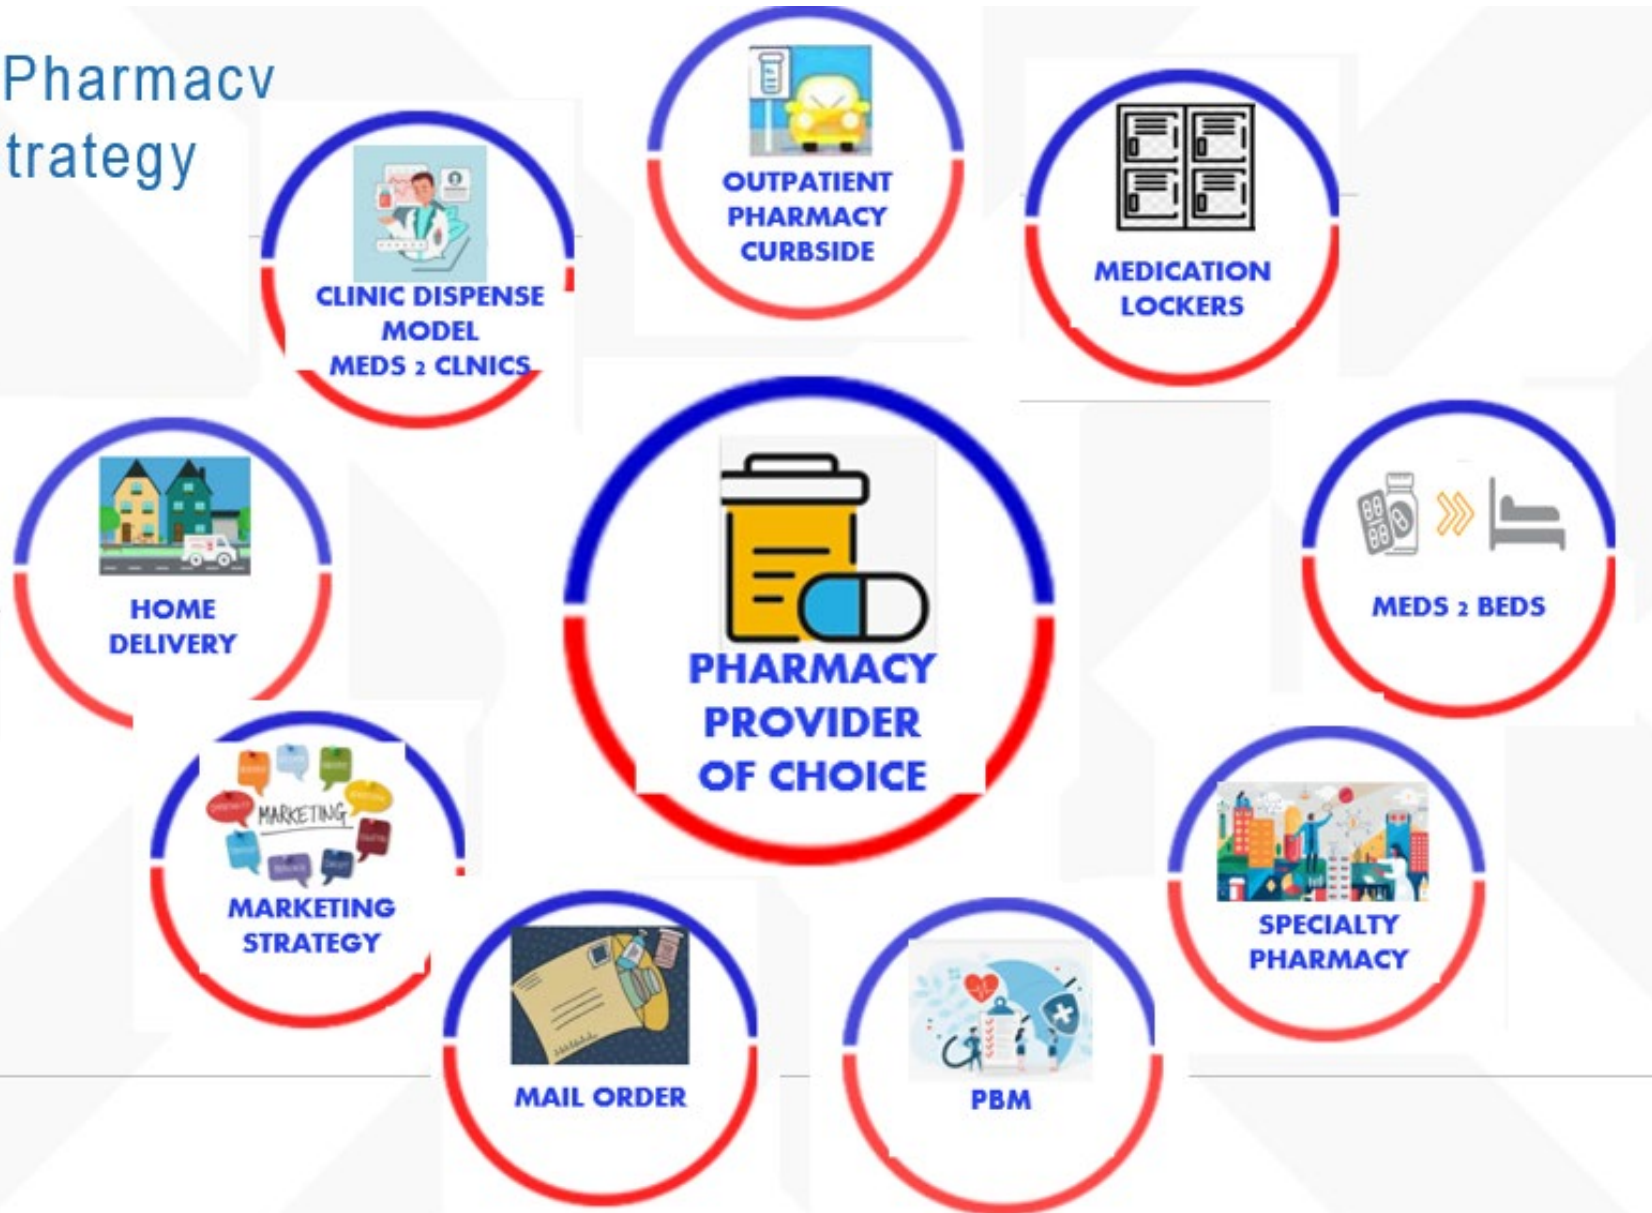 Pharmacy
trategy
OUTPATIENT
PHARMACY
CURBSIDE
MEDICATION
LOCKERS
CLINIC DISPENSE
MODEL
MEDS 2 CLNICS
MEDS 2 BEDS
HOME
DELIVERY
PHARMACY
PROVIDER
OF CHOICE
MARKETING
MARKETING
STRATEGY
SPECIALTY
PHARMACY
MAIL ORDER
PBM